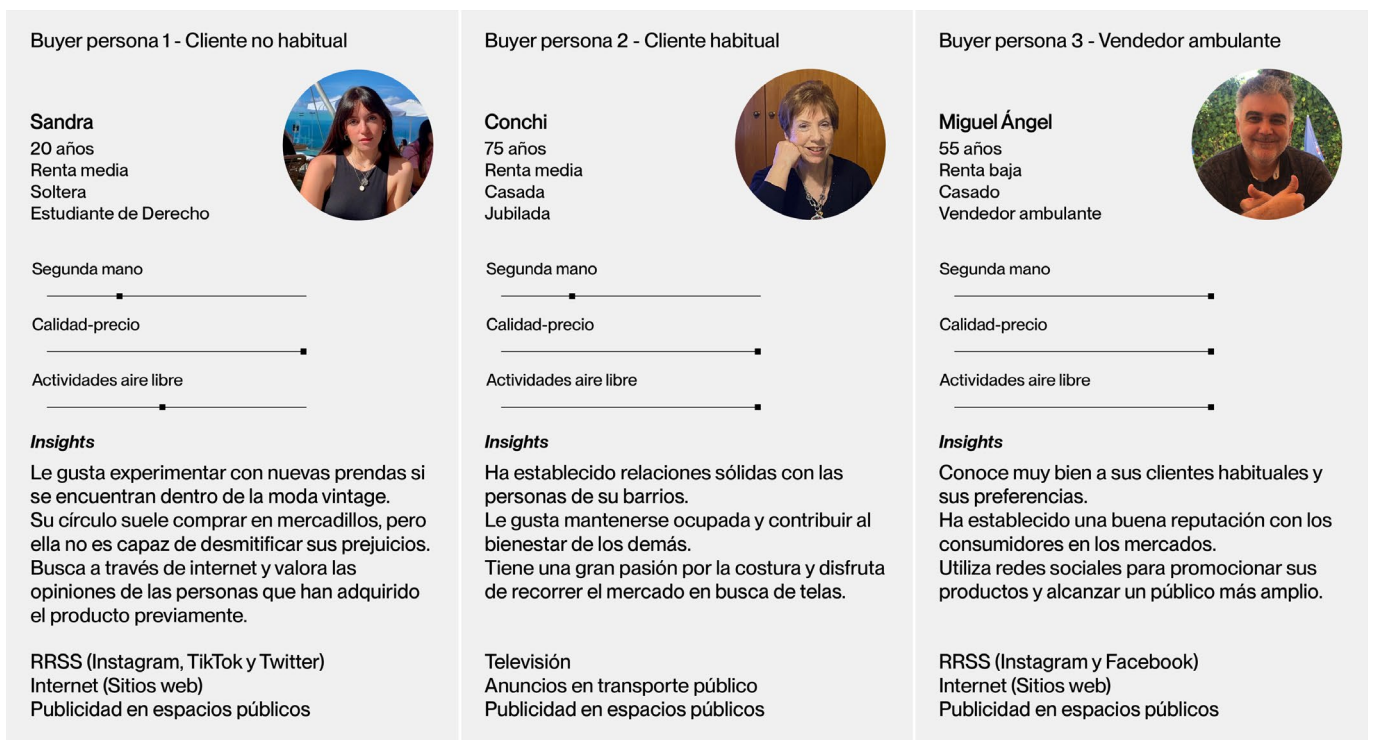 Buyer persona 1 - Cliente no habitual
Sandra
20 años
Renta media
Soltera
Estudiante de Derecho
Segunda mano
Calidad-precio
Actividades aire libre
Insights
Le gusta experimentar con nuevas prendas si
se encuentran dentro de la moda vintage.
Su círculo suele comprar en mercadillos, pero
ella no es capaz de desmitificar sus prejuicios.
Busca a través de internet y valora las
opiniones de las personas que han adquirido
el producto previamente.
RRSS (Instagram, TikTok y Twitter)
Internet (Sitios web)
Publicidad en espacios públicos
Buyer persona 2 - Cliente habitual
Conchi
75 años
Renta media
Casada
Jubilada
Segunda mano
Calidad-precio
Actividades aire libre
Insights
Ha establecido relaciones sólidas con las
personas de su barrios.
Le gusta mantenerse ocupada y contribuir al
bienestar de los demás.
Tiene una gran pasión por la costura y disfruta
de recorrer el mercado en busca de telas.
Televisión
Anuncios en transporte público
Publicidad en espacios públicos
Buyer persona 3 - Vendedor ambulante
Miguel Ángel
55 años
Renta baja
Casado
Vendedor ambulante
Segunda mano
Calidad-precio
Actividades aire libre
Insights
Conoce muy bien a sus clientes habituales y
sus preferencias.
Ha establecido una buena reputación con los
consumidores en los mercados.
Utiliza redes sociales para promocionar sus
productos y alcanzar un público más amplio.
RRSS (Instagram y Facebook)
Internet (Sitios web)
Publicidad en espacios públicos